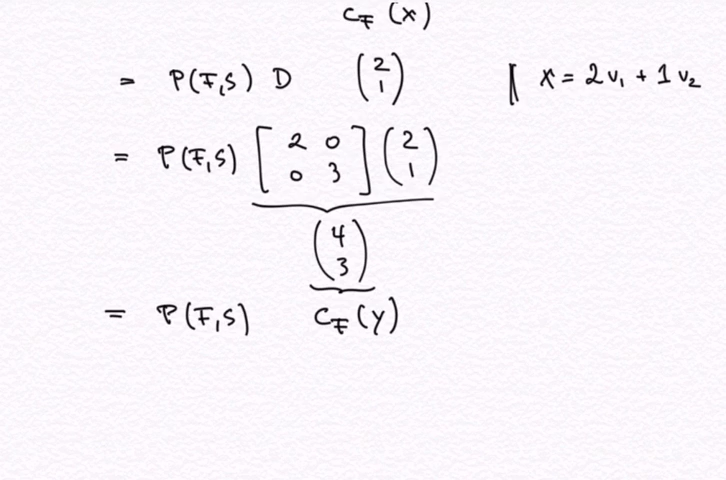 C_F (x)
= P(F,S) D (2 1) | x = 2v₁ + 1v₂
= P(F,S) [2 0 0 3] (2 1)
(4 3)
= P(F,S) C_F(y)